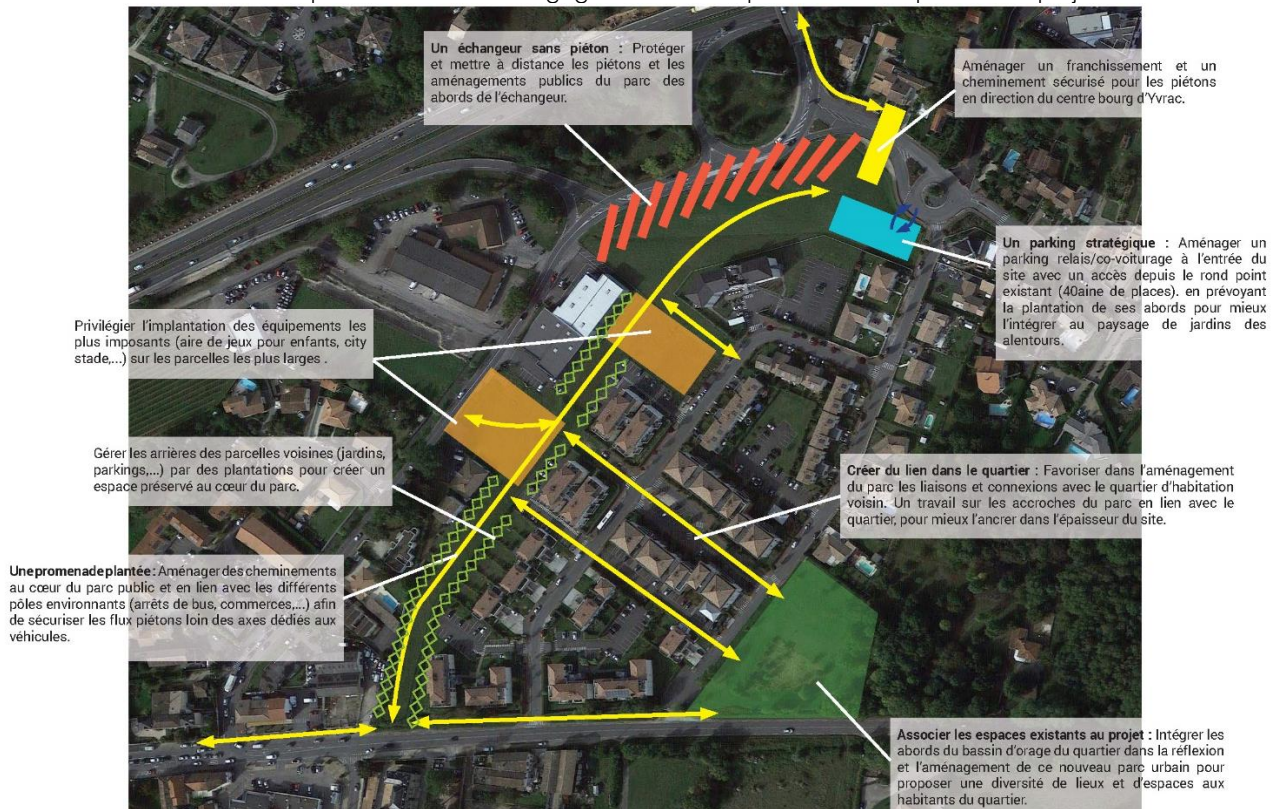 Un échangeur sans piéton : Protéger
et mettre à distance les piétons et les
aménagements publics du parc des
abords de l'échangeur.
Aménager un franchissement et un
cheminement sécurisé pour les piétons
en direction du centre bourg d'Yvrac.
Un parking stratégique : Aménager un
parking relais/co-voiturage à l'entrée du
site avec un accès depuis le rond point
existant (40aine de places). en prévoyant
la plantation de ses abords pour mieux
l'intégrer au paysage de jardins des
alentours.
Privilégier l'implantation des équipements les
plus imposants (aire de jeux pour enfants, city
stade,...) sur les parcelles les plus larges .
Gérer les arrières des parcelles voisines (jardins,
parkings,...) par des plantations pour créer un
espace préservé au cœur du parc.
Créer du lien dans le quartier : Favoriser dans l'aménagement
du parc les liaisons et connexions avec le quartier d'habitation
voisin. Un travail sur les accroches du parc en lien avec le
quartier, pour mieux l'ancrer dans l'épaisseur du site.
Une promenade plantée : Aménager des cheminements
au cœur du parc public et en lien avec les différents
pôles environnants (arrêts de bus, commerces,...) afin
de sécuriser les flux piétons loin des axes dédiés aux
véhicules.
Associer les espaces existants au projet : Intégrer les
abords du bassin d'orage du quartier dans la réflexion
et l'aménagement de ce nouveau parc urbain pour
proposer une diversité de lieux et d'espaces aux
habitants du quartier.